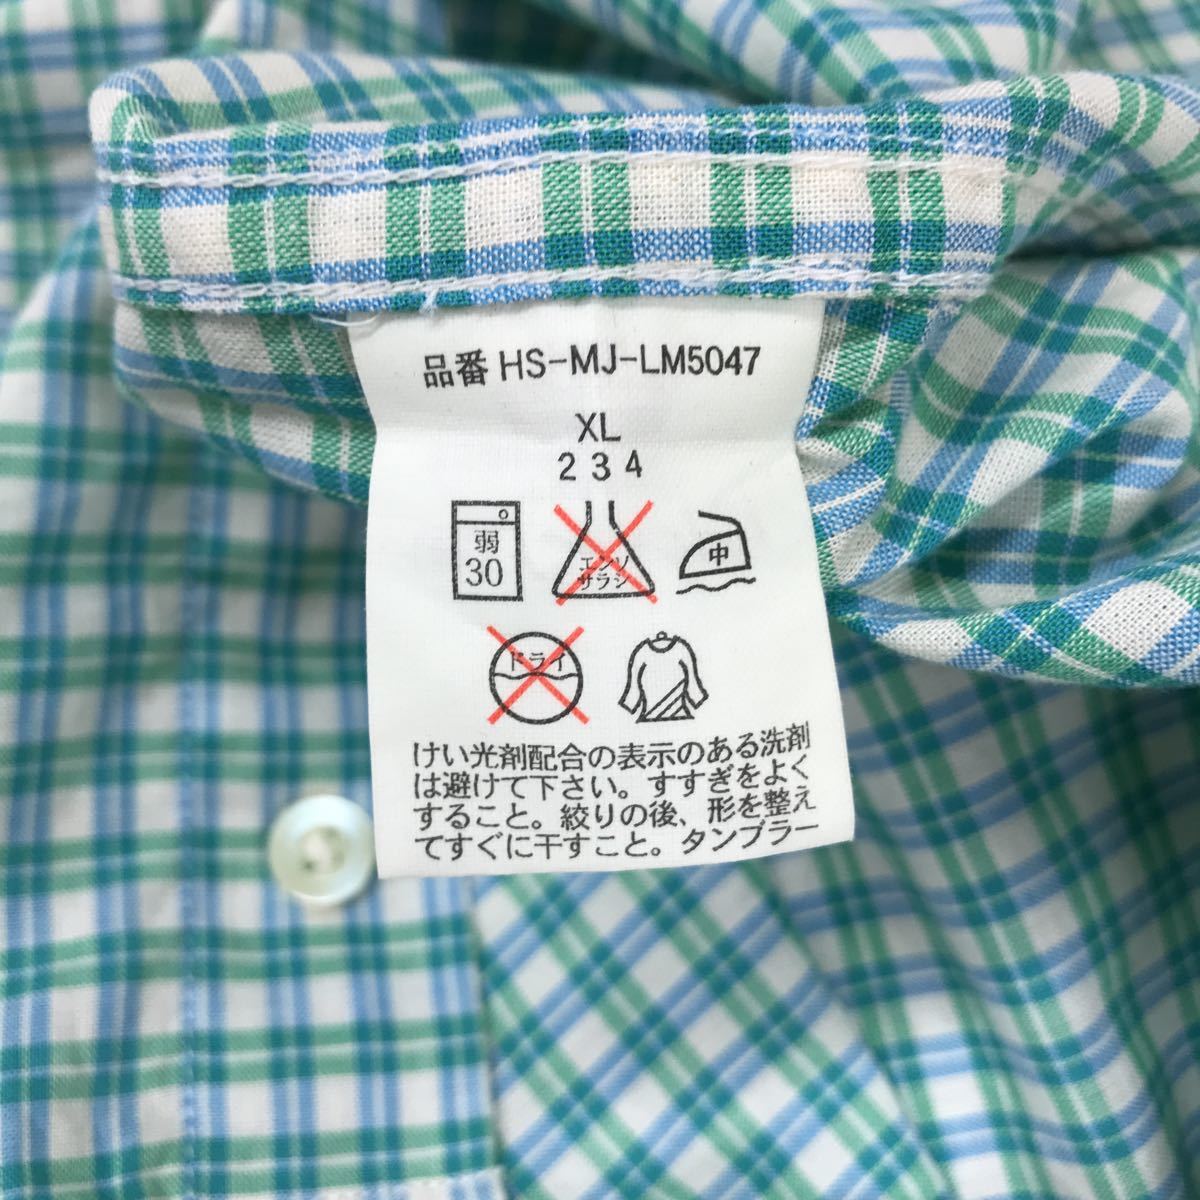 品番 HS-MJ-LM5047
XL
2 3 4
弱
30
エンソ
サラシ
中
ドライ
けい光剤配合の表示のある洗剤
は避けて下さい。すすぎをよく
すること。絞りの後、形を整え
てすぐに干すこと。タンブラー